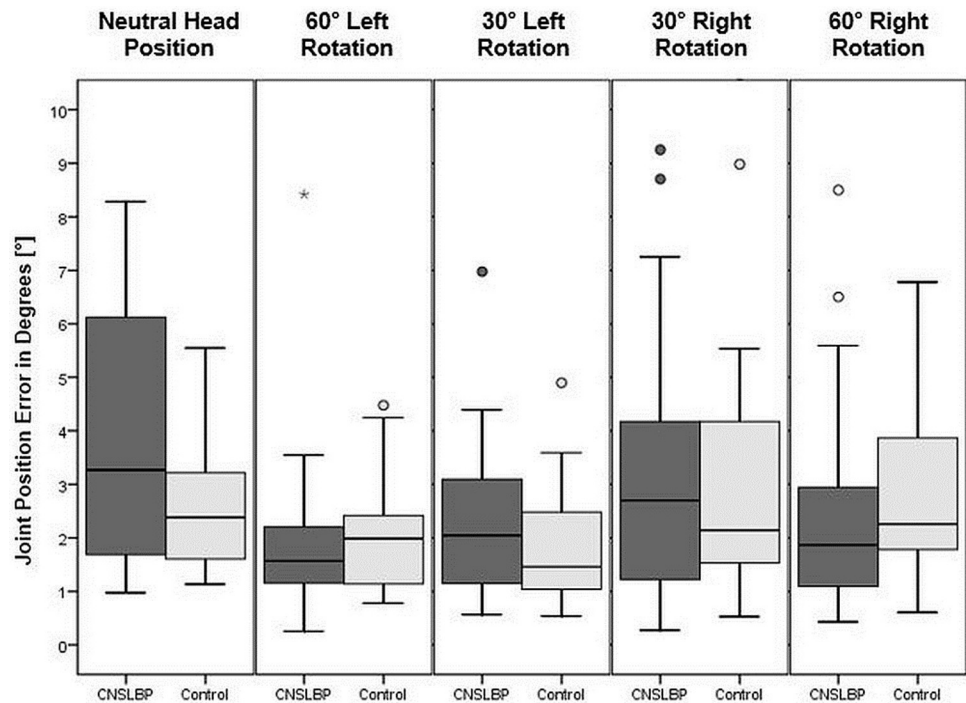 Neutral Head
Position
60° Left
Rotation
30° Left
Rotation
30° Right
Rotation
60° Right
Rotation
Joint Position Error in Degrees [°]
10
9
8
7
6
5
4
3
2
1
0
CNSLBP
Control
CNSLBP
Control
CNSLBP
Control
CNSLBP
Control
CNSLBP
Control